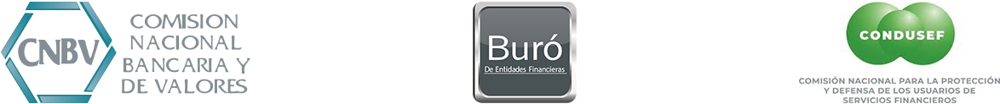 CNBV
COMISION
NACIONAL
BANCARIA Y
DE VALORES
Buró
De Entidades Financieras
CONDUSEF
COMISIÓN NACIONAL PARA LA PROTECCIÓN
Y DEFENSA DE LOS USUARIOS DE
SERVICIOS FINANCIEROS